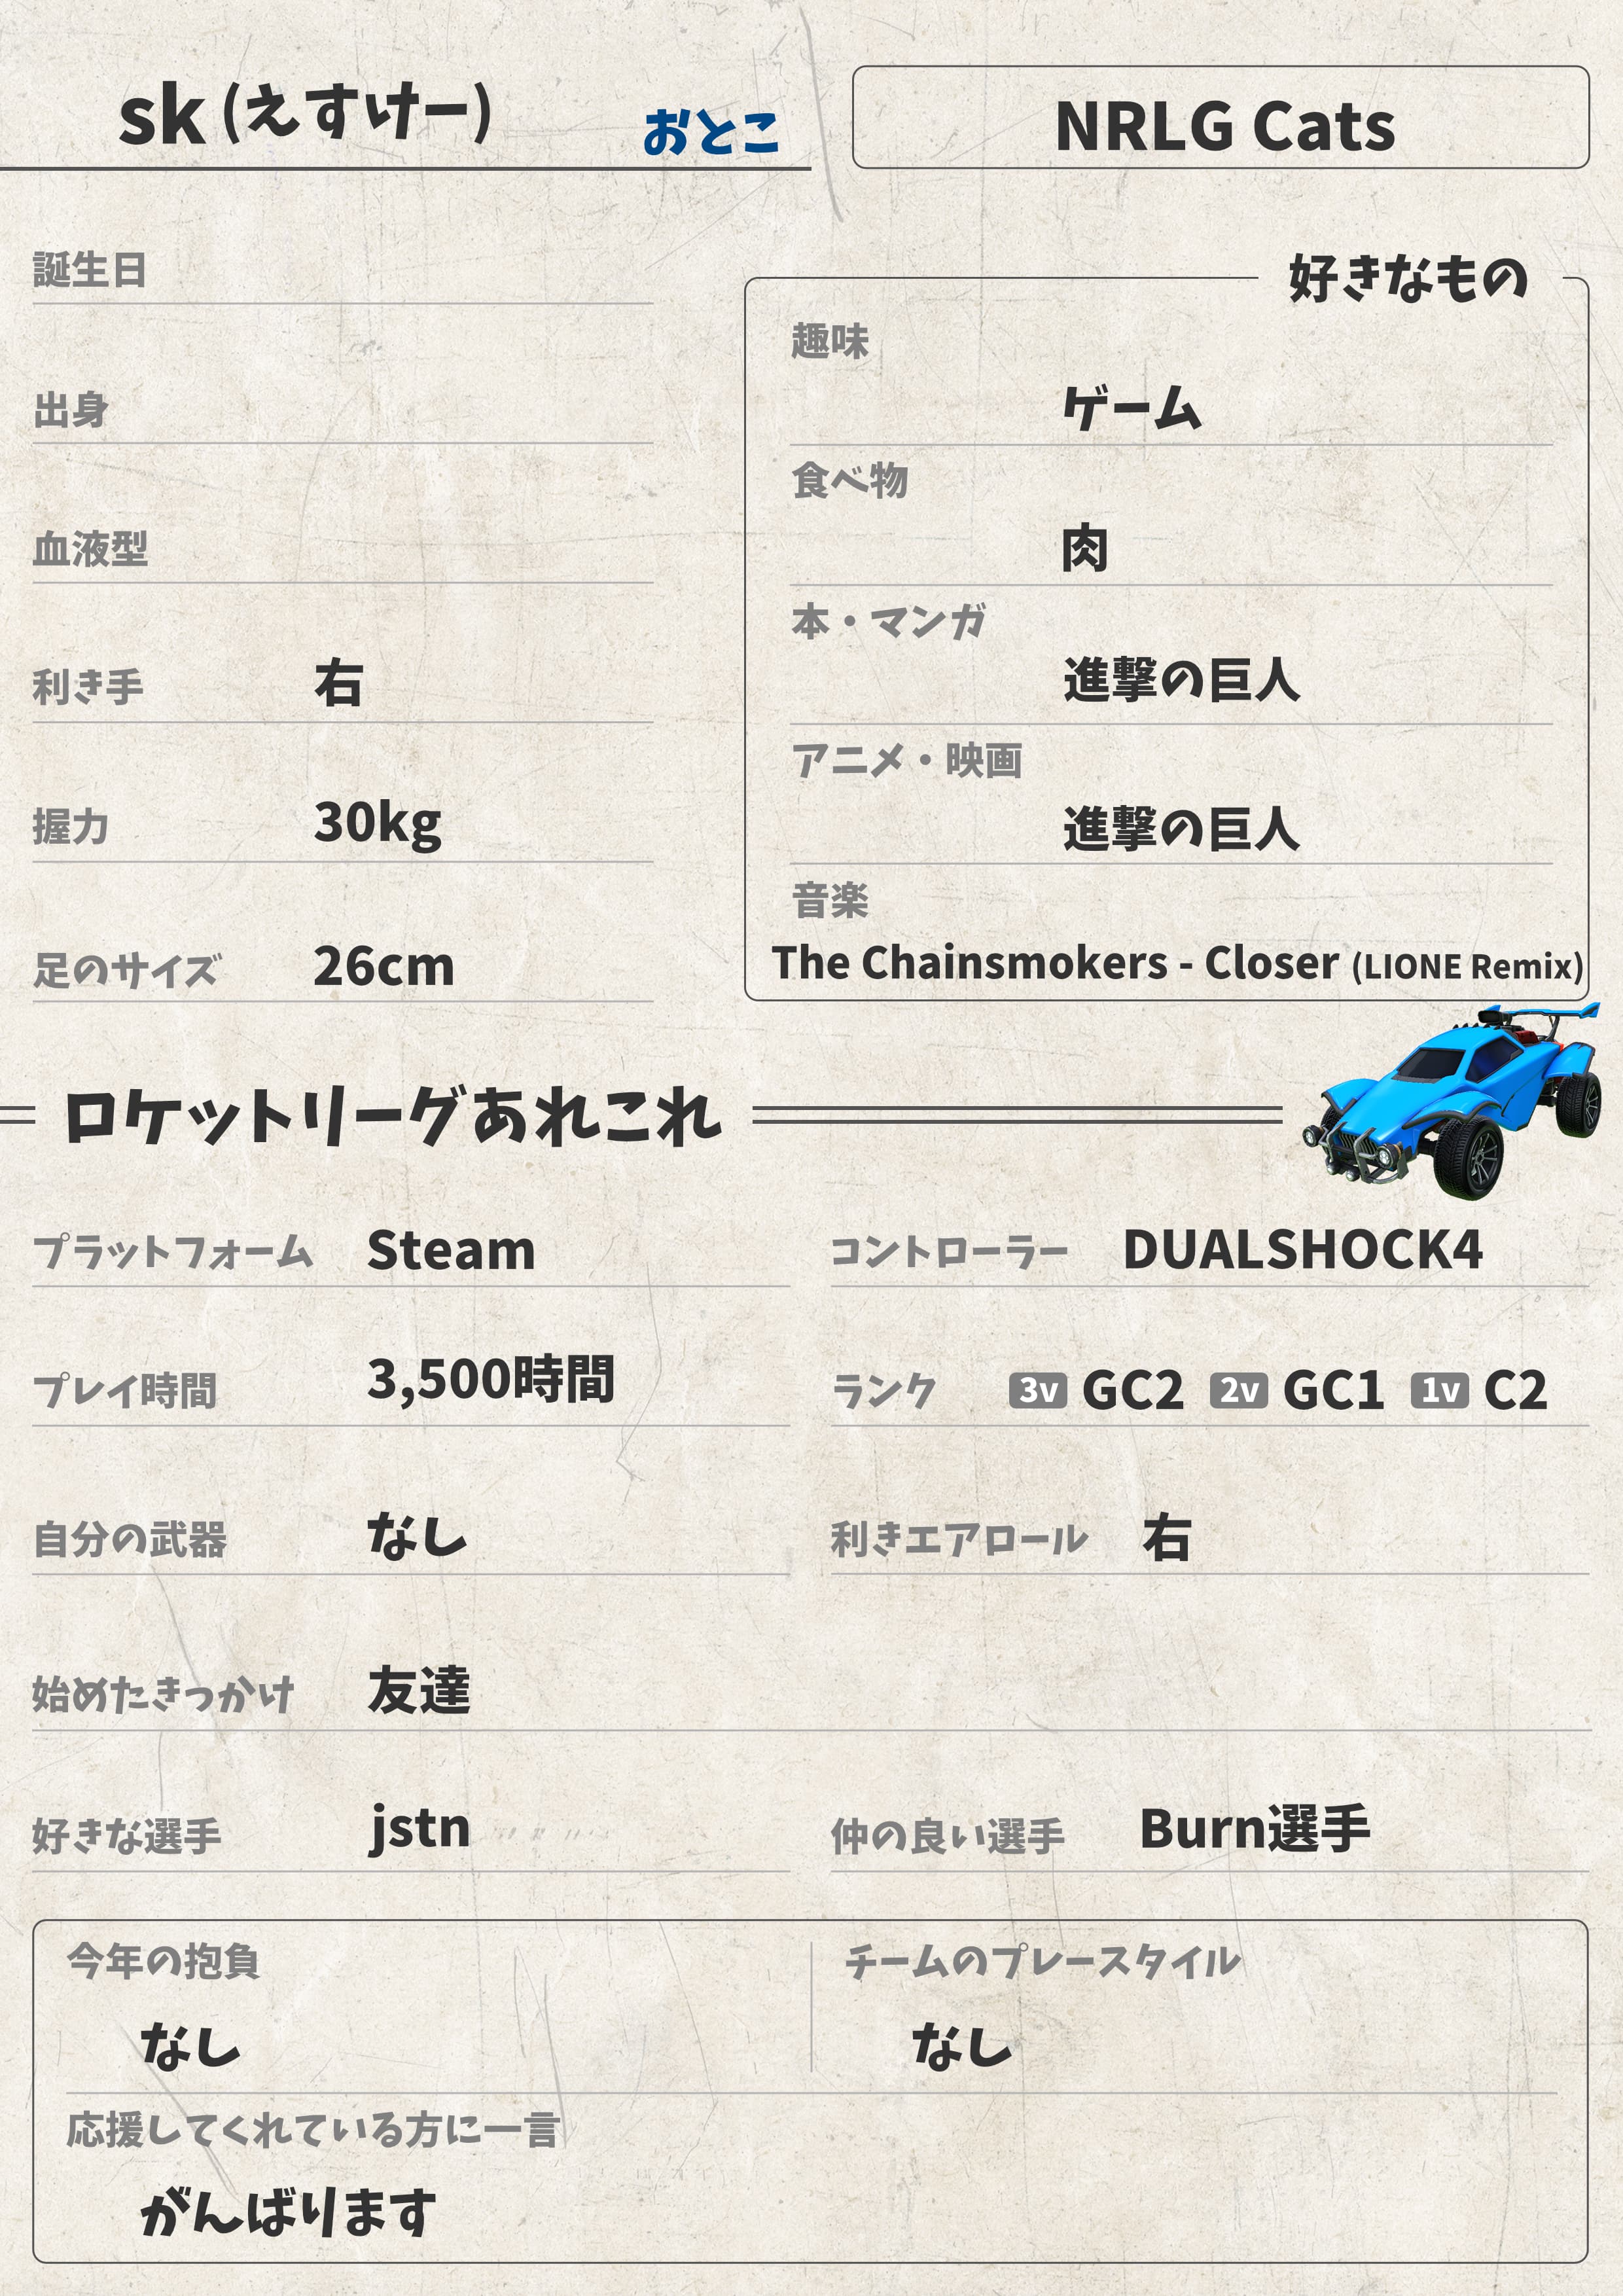 sk (えすけー) おとこ
NRLG Cats
誕生日
出身
血液型
利き手 右
握力 30kg
足のサイズ 26cm
好きなもの
趣味
ゲーム
食べ物
肉
本・マンガ
進撃の巨人
アニメ・映画
進撃の巨人
音楽
The Chainsmokers - Closer (LIONE Remix)
ロケットリーグあれこれ
プラットフォーム Steam
コントローラー DUALSHOCK4
プレイ時間 3,500時間
ランク 3v GC2 2v GC1 1v C2
自分の武器 なし
利きエアロール 右
始めたきっかけ 友達
好きな選手 jstn
仲の良い選手 Burn選手
今年の抱負
なし
チームのプレースタイル
なし
応援してくれている方に一言
がんばります